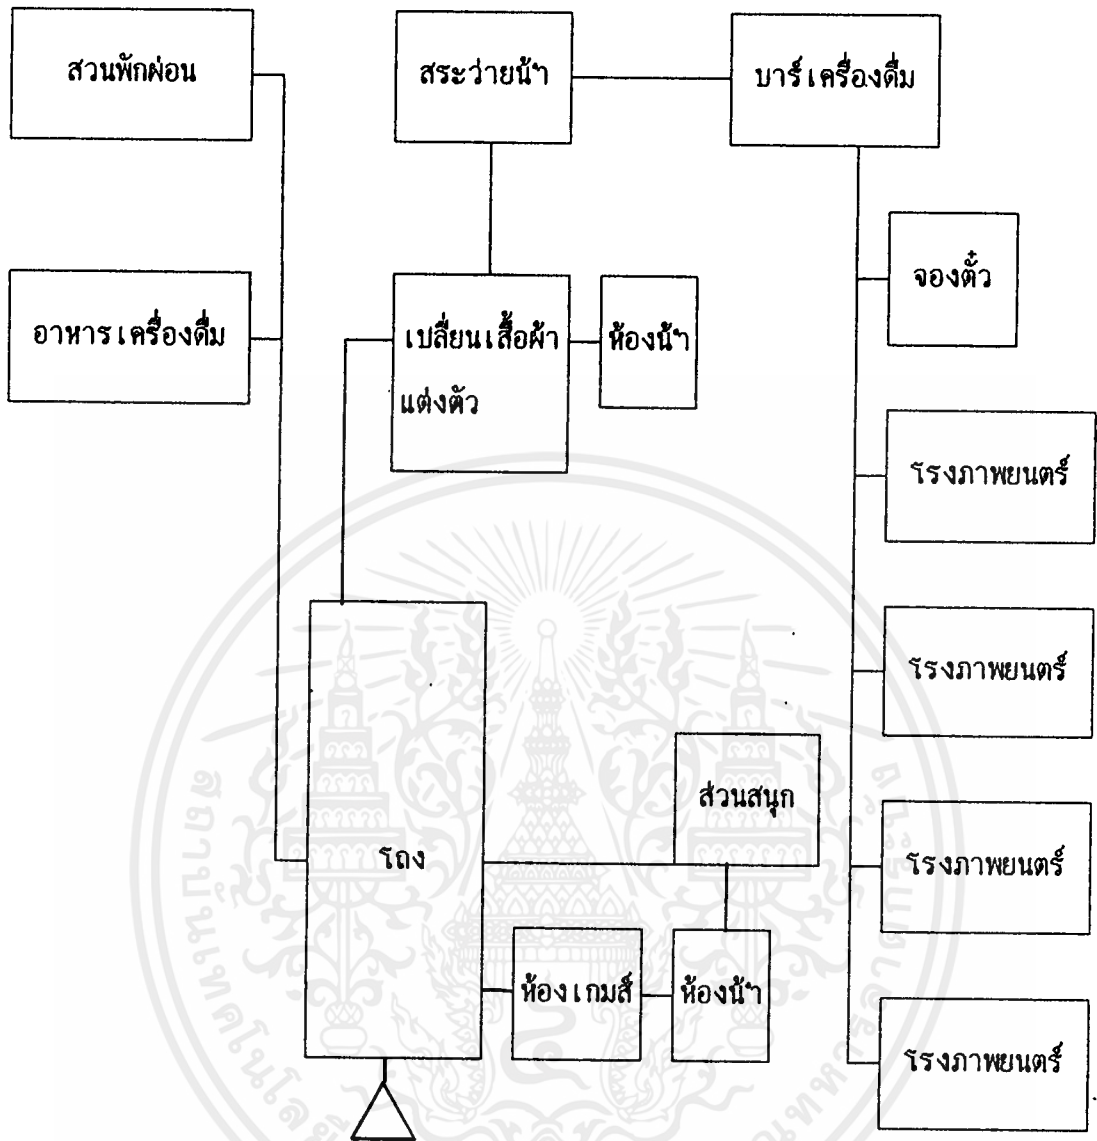 สวนพักผ่อน
สระว่ายน้ำ
บาร์เครื่องดื่ม
จองตั๋ว
อาหารเครื่องดื่ม
เปลี่ยนเสื้อผ้า
แต่งตัว
ห้องน้ำ
โรงภาพยนตร์
โรงภาพยนตร์
ส่วนสนุก
โถง
โรงภาพยนตร์
ห้องเกมส์
ห้องน้ำ
โรงภาพยนตร์